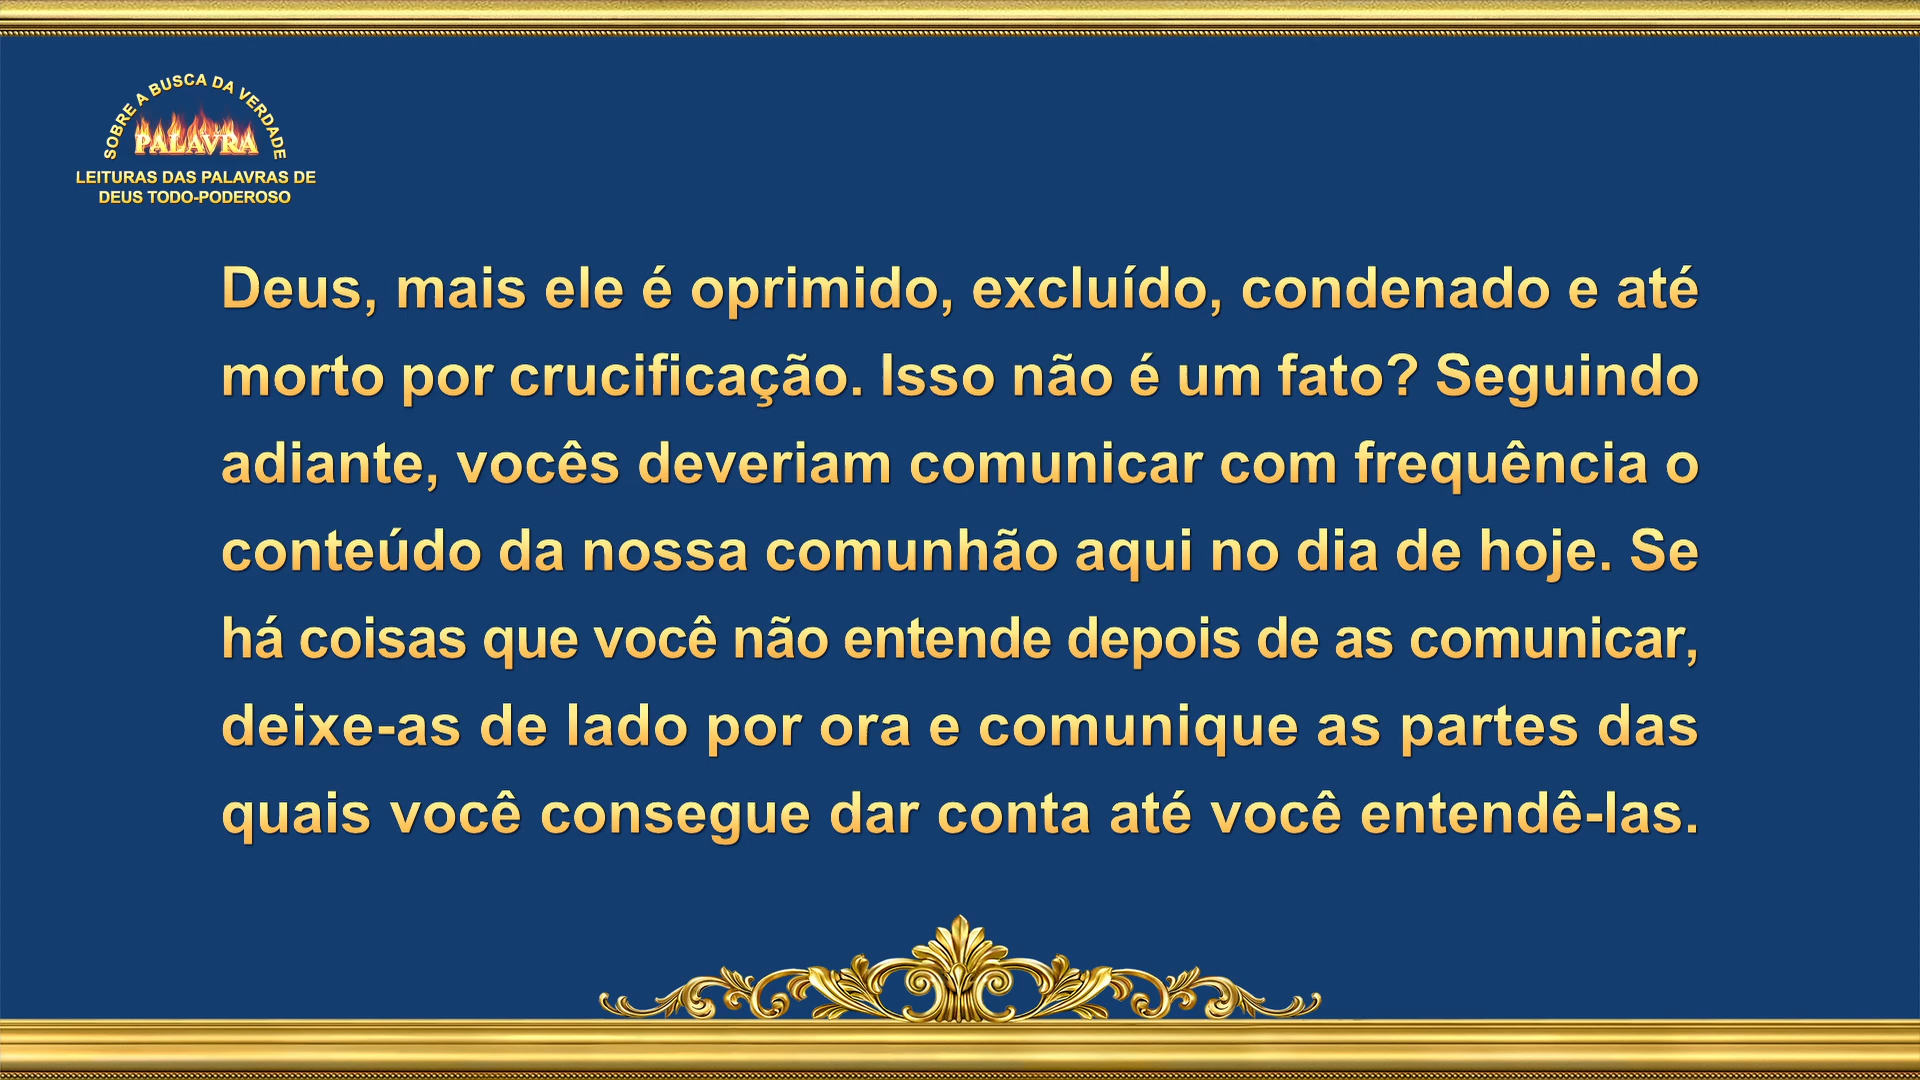 SOBRE A BUSCA DA VERDADE
PALAVRA
LEITURAS DAS PALAVRAS DE
DEUS TODO-PODEROSO
Deus, mais ele é oprimido, excluído, condenado e até
morto por crucificação. Isso não é um fato? Seguindo
adiante, vocês deveriam comunicar com frequência o
conteúdo da nossa comunhão aqui no dia de hoje. Se
há coisas que você não entende depois de as comunicar,
deixe-as de lado por ora e comunique as partes das
quais você consegue dar conta até você entendê-las.